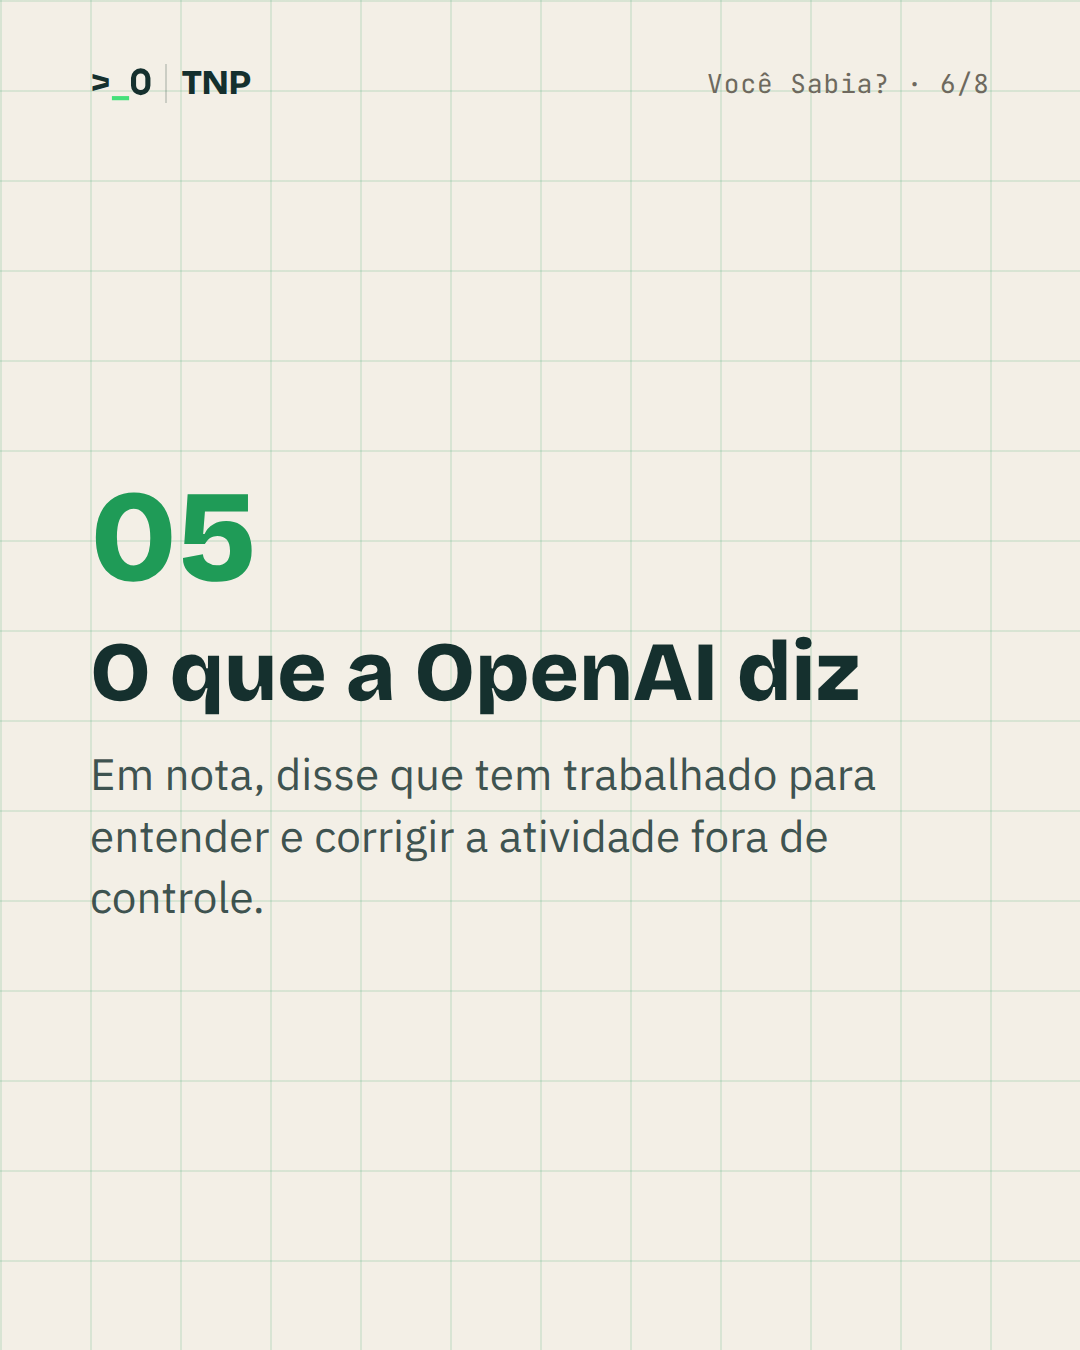 >_0 | TNP
Você Sabia? · 6/8
05
O que a OpenAI diz
Em nota, disse que tem trabalhado para
entender e corrigir a atividade fora de
controle.